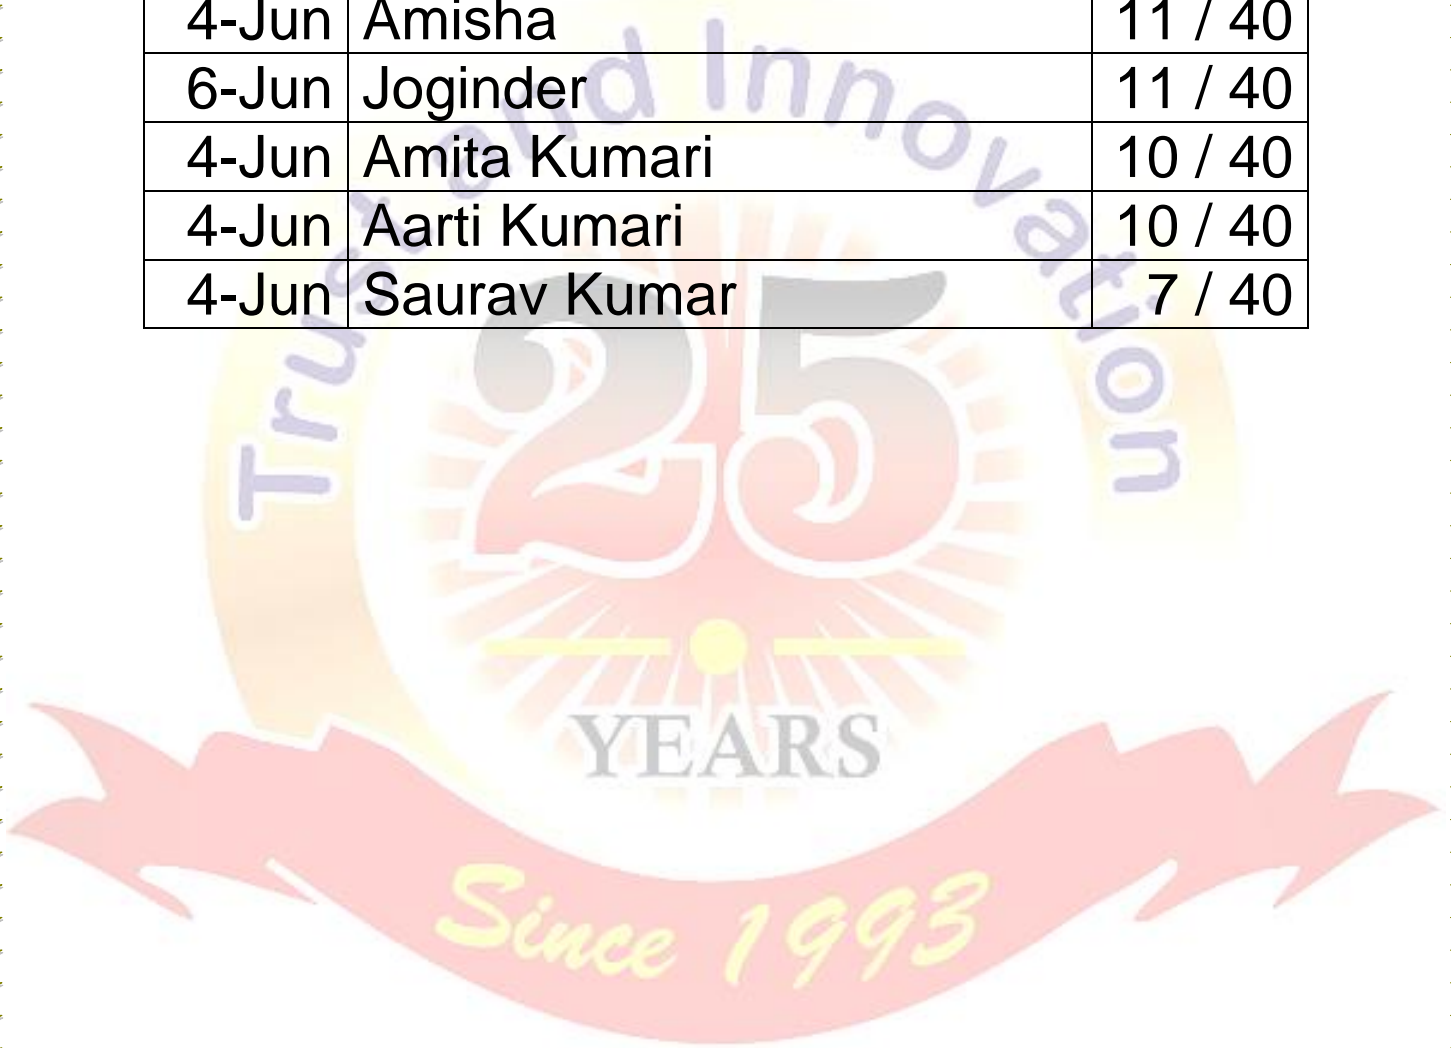 4-Jun Amisha 11 / 40
6-Jun Joginder 11 / 40
4-Jun Amita Kumari 10 / 40
4-Jun Aarti Kumari 10 / 40
4-Jun Saurav Kumar 7 / 40
Trust and Innovation
25
YEARS
Since 1993